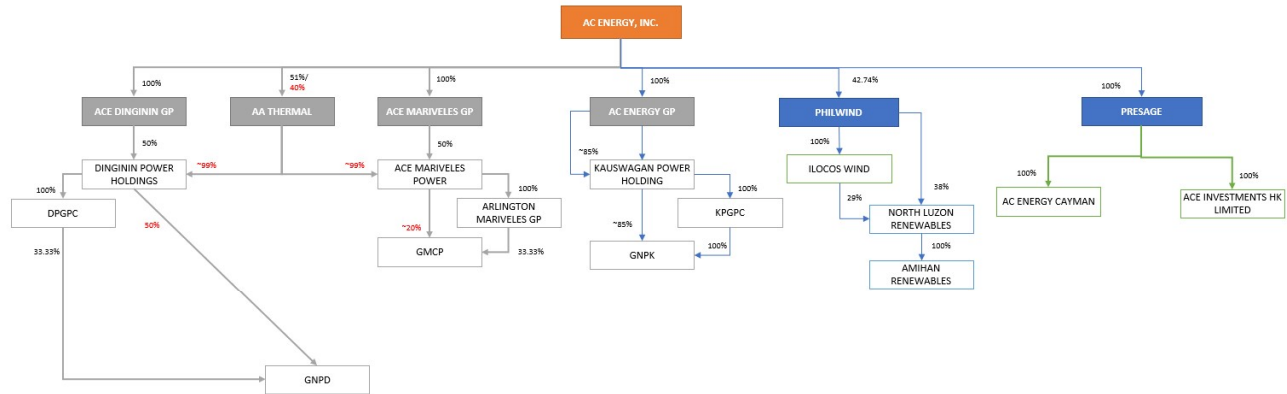 AC ENERGY, INC.
100%
51%/
40%
100%
100%
42.74%
100%
ACE DINGININ GP
AA THERMAL
ACE MARIVELES GP
AC ENERGY GP
PHILWIND
PRESAGE
50%
50%
~85%
100%
~99%
~99%
DINGININ POWER
HOLDINGS
ACE MARIVELES
POWER
KAUSWAGAN POWER
HOLDING
ILOCOS WIND
38%
100%
100%
100%
100%
100%
DPGPC
ARLINGTON
MARIVELES GP
KPGPC
29%
NORTH LUZON
RENEWABLES
AC ENERGY CAYMAN
ACE INVESTMENTS HK
LIMITED
50%
~20%
~85%
33.33%
33.33%
100%
100%
GMCP
GNPK
AMIHAN
RENEWABLES
GNPD